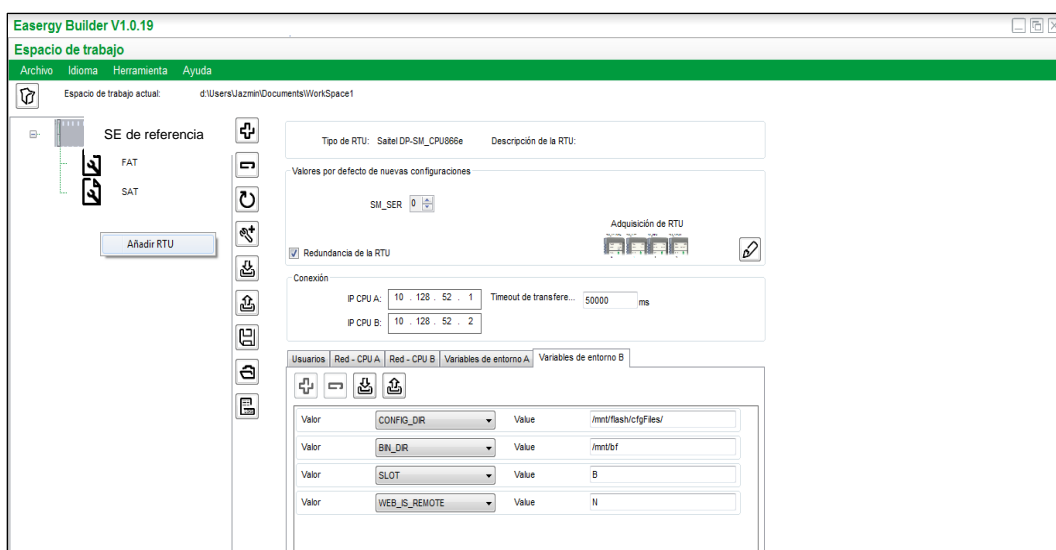 Easergy Builder V1.0.19
Espacio de trabajo
Archivo Idioma Herramienta Ayuda
Espacio de trabajo actual: d:\Users\Jazmin\Documents\WorkSpace1
SE de referencia
FAT
SAT
Añadir RTU
Tipo de RTU: Saitel DP-SM_CPU866e Descripción de la RTU:
Valores por defecto de nuevas configuraciones
SM_SER 0
Adquisición de RTU
Redundancia de la RTU
Conexión
IP CPU A: 10 . 128 . 52 . 1 Timeout de transfere... 50000 ms
IP CPU B: 10 . 128 . 52 . 2
Usuarios Red - CPU A Red - CPU B Variables de entorno A Variables de entorno B
Valor CONFIG_DIR Value /mnt/flash/cfgFiles/
Valor BIN_DIR Value /mnt/bf
Valor SLOT Value B
Valor WEB_IS_REMOTE Value N